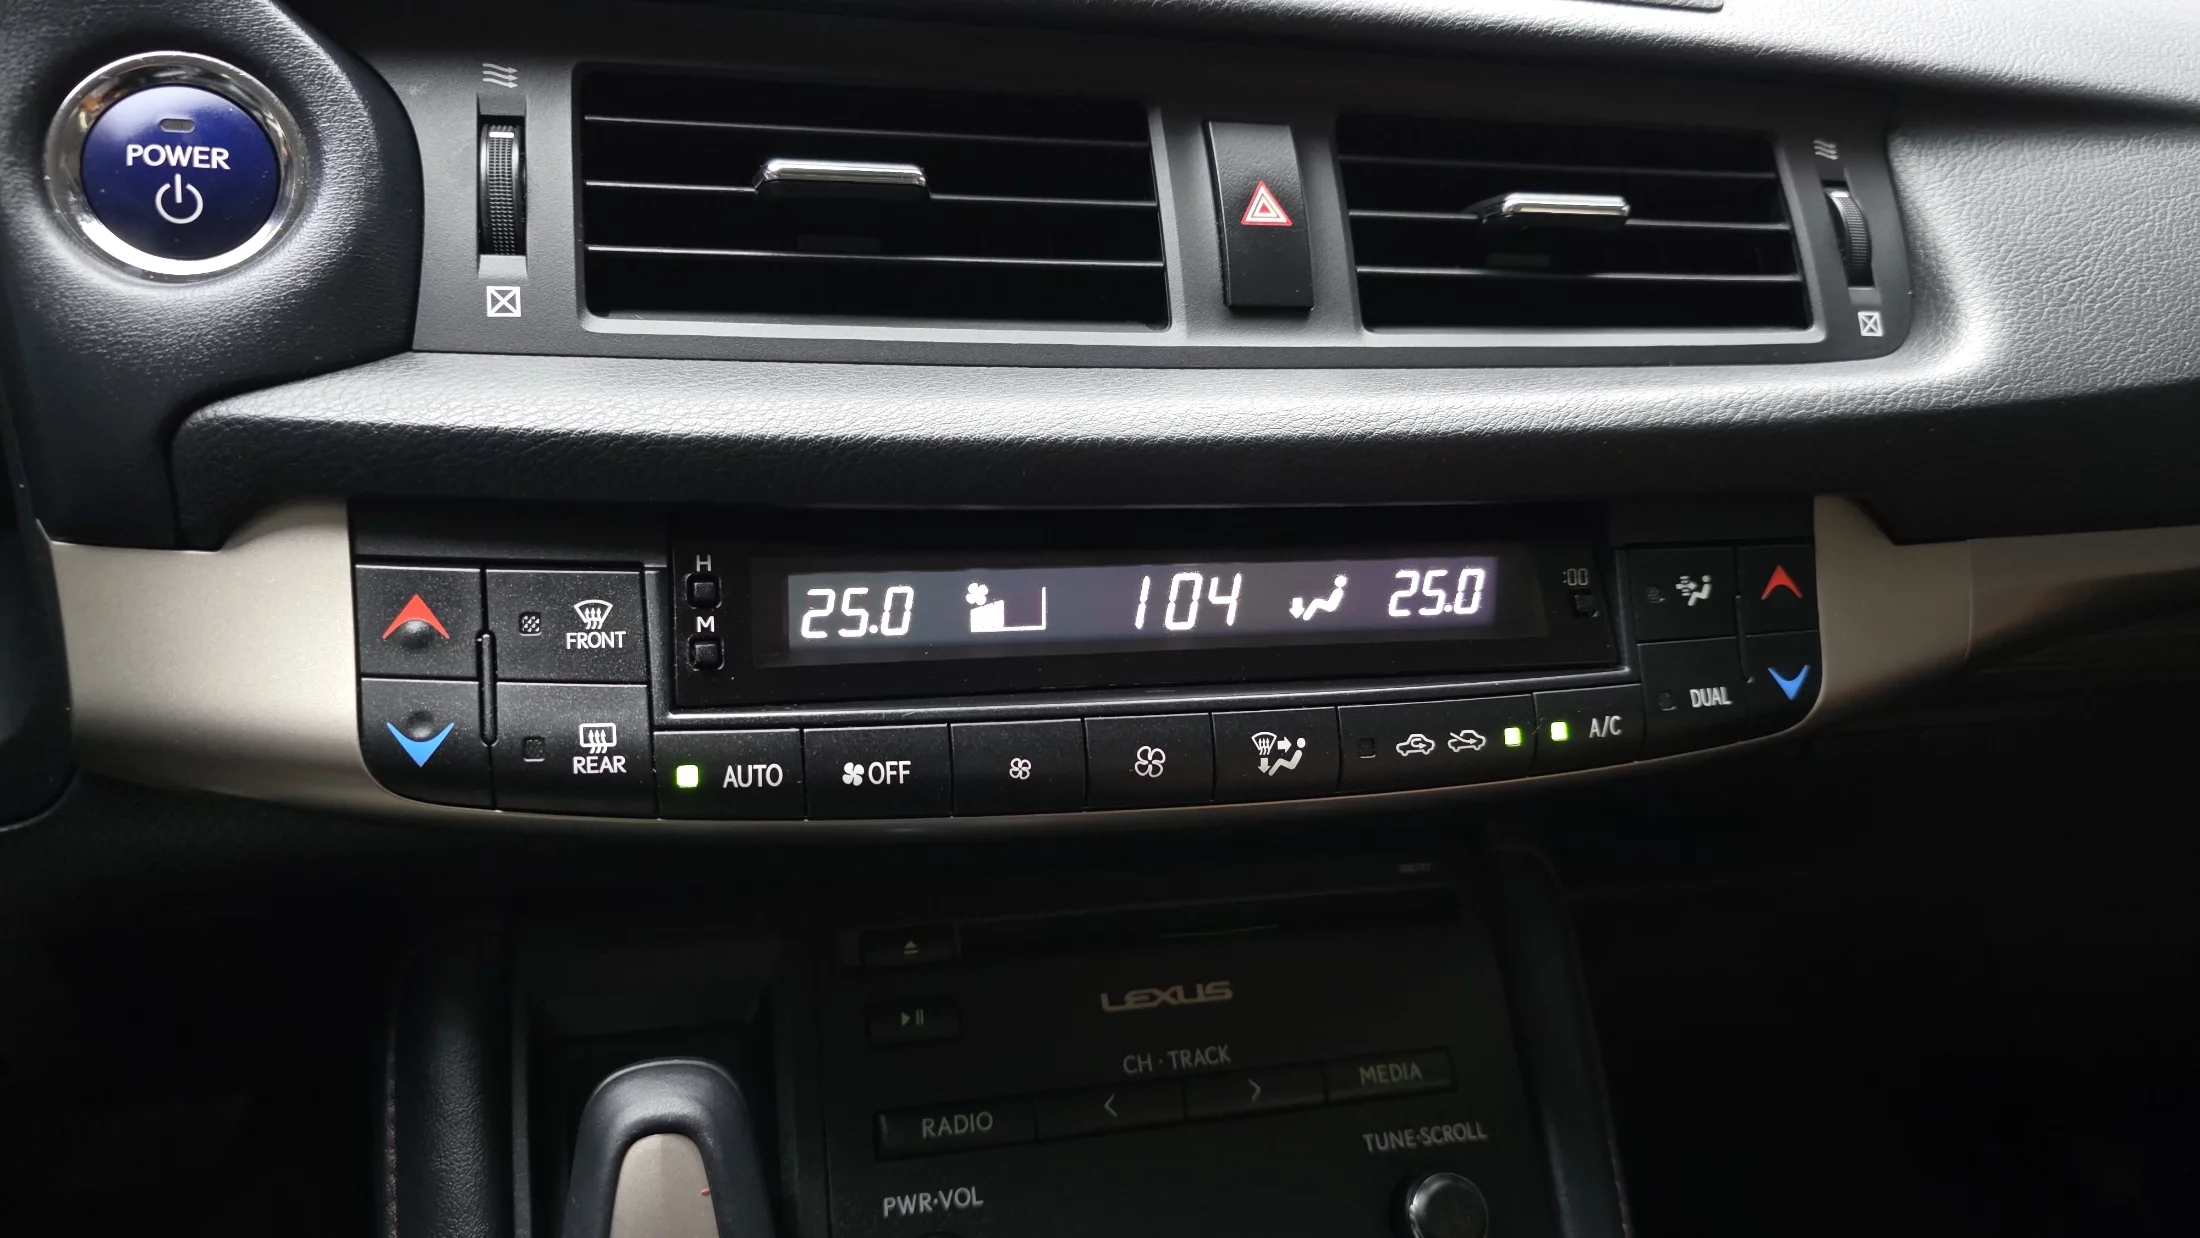 POWER
H
M
25.0
104
25.0
:00
FRONT
REAR
AUTO
OFF
A/C
DUAL
LEXUS
CH · TRACK
RADIO
MEDIA
TUNE·SCROLL
PWR·VOL